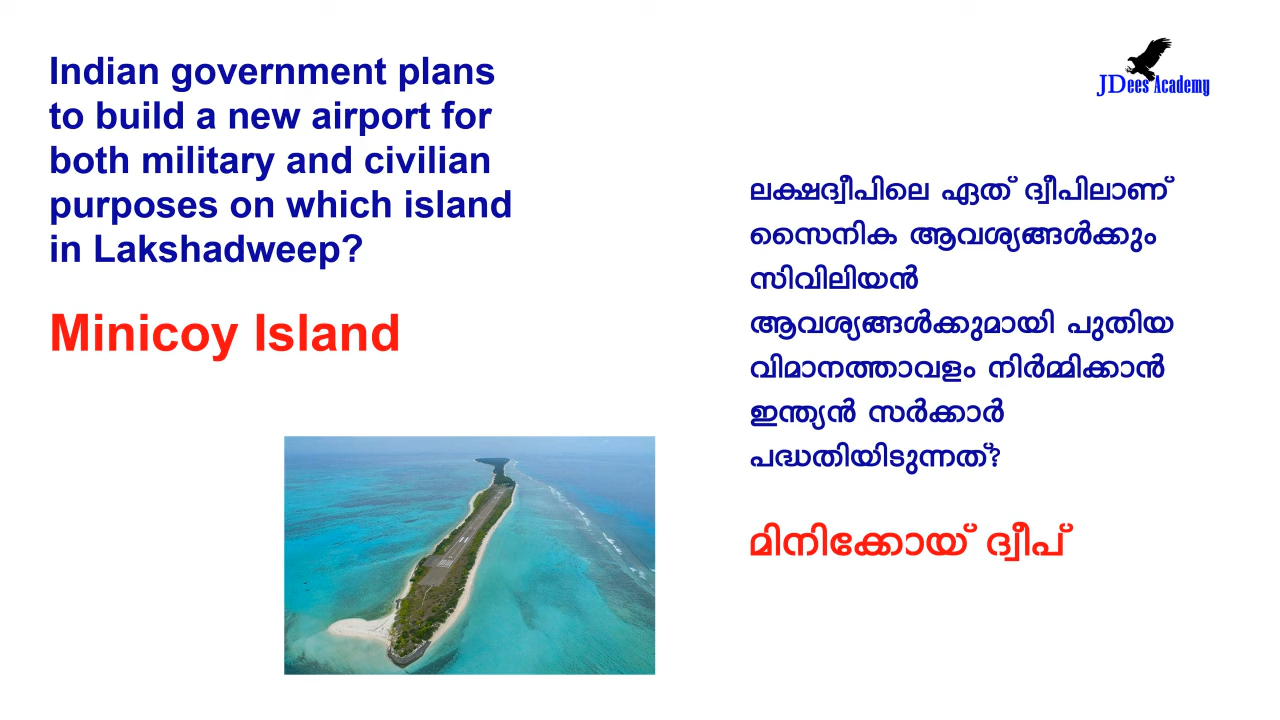 Indian government plans
to build a new airport for
both military and civilian
purposes on which island
in Lakshadweep?
Minicoy Island
JDees Academy
ലക്ഷദ്വീപിലെ ഏത് ദ്വീപിലാണ്
സൈനിക ആവശ്യങ്ങൾക്കും
സിവിലിയൻ
ആവശ്യങ്ങൾക്കുമായി പുതിയ
വിമാനത്താവളം നിർമ്മിക്കാൻ
ഇന്ത്യൻ സർക്കാർ
പദ്ധതിയിടുന്നത്?
മിനിക്കോയ് ദ്വീപ്